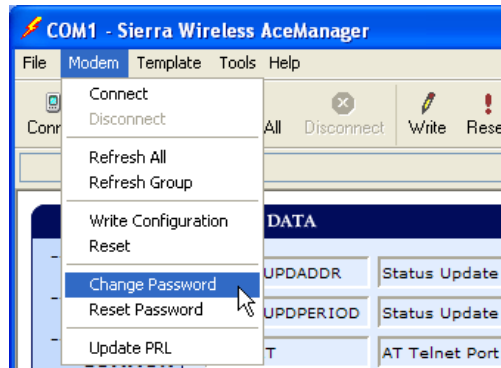 COM1 - Sierra Wireless AceManager
File Modem Template Tools Help
Connect
Disconnect
Conn All Disconnect Write Rese
Refresh All
Refresh Group
Write Configuration
DATA
Reset
Change Password
UPDADDR Status Update
Reset Password
UPDPERIOD Status Update
Update PRL
T AT Telnet Port